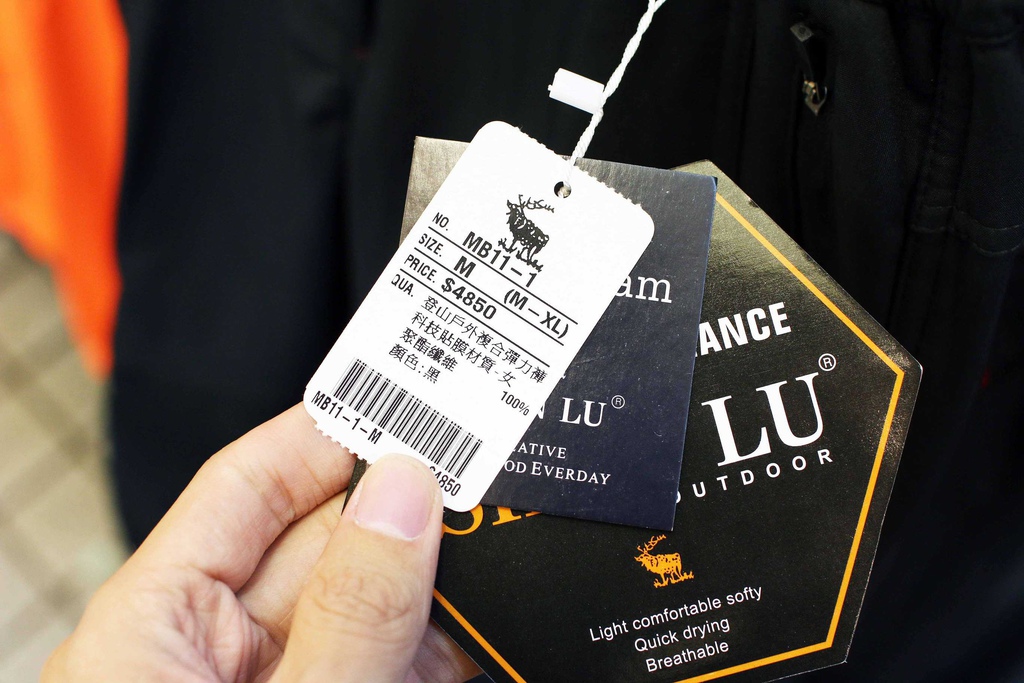 NO. MB11-1
SIZE. M (M-XL)
PRICE. $4850
QUA. 登山戶外複合彈力褲
科技貼膜材質-女
聚酯纖維 100%
顏色:黑
MB11-1-M $4850
am
N LU®
ATIVE
OD EVERDAY
ANCE
LU®
OUTDOOR
Light comfortable softy
Quick drying
Breathable